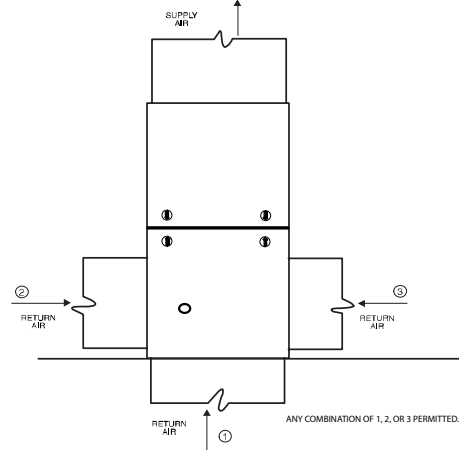 SUPPLY
AIR
2
3
RETURN
AIR
RETURN
AIR
RETURN
AIR
1
ANY COMBINATION OF 1, 2, OR 3 PERMITTED.